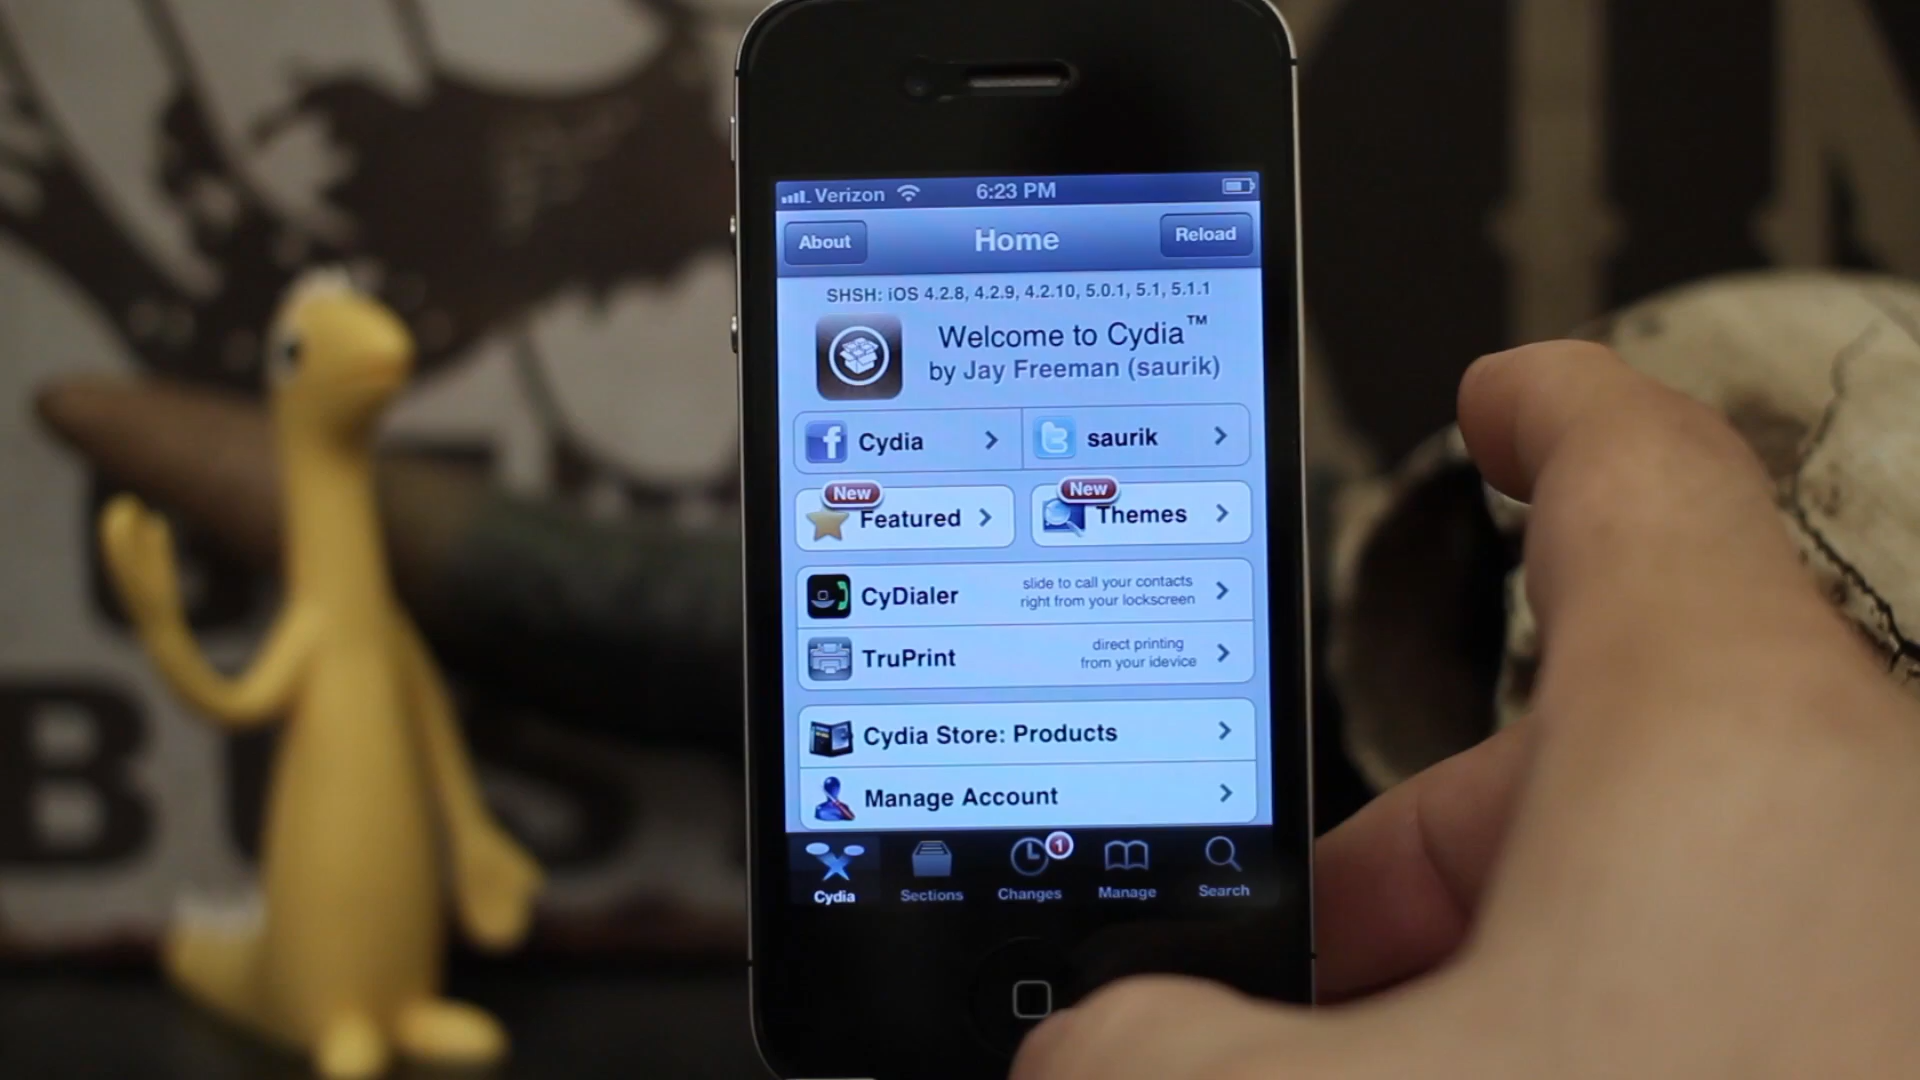 Verizon 6:23 PM
About Home Reload
SHSH: iOS 4.2.8, 4.2.9, 4.2.10, 5.0.1, 5.1, 5.1.1
Welcome to Cydia™
by Jay Freeman (saurik)
f Cydia saurik
New New
Featured Themes
CyDialer slide to call your contacts
right from your lockscreen
TruPrint direct printing
from your idevice
Cydia Store: Products
Manage Account
1
Cydia Sections Changes Manage Search